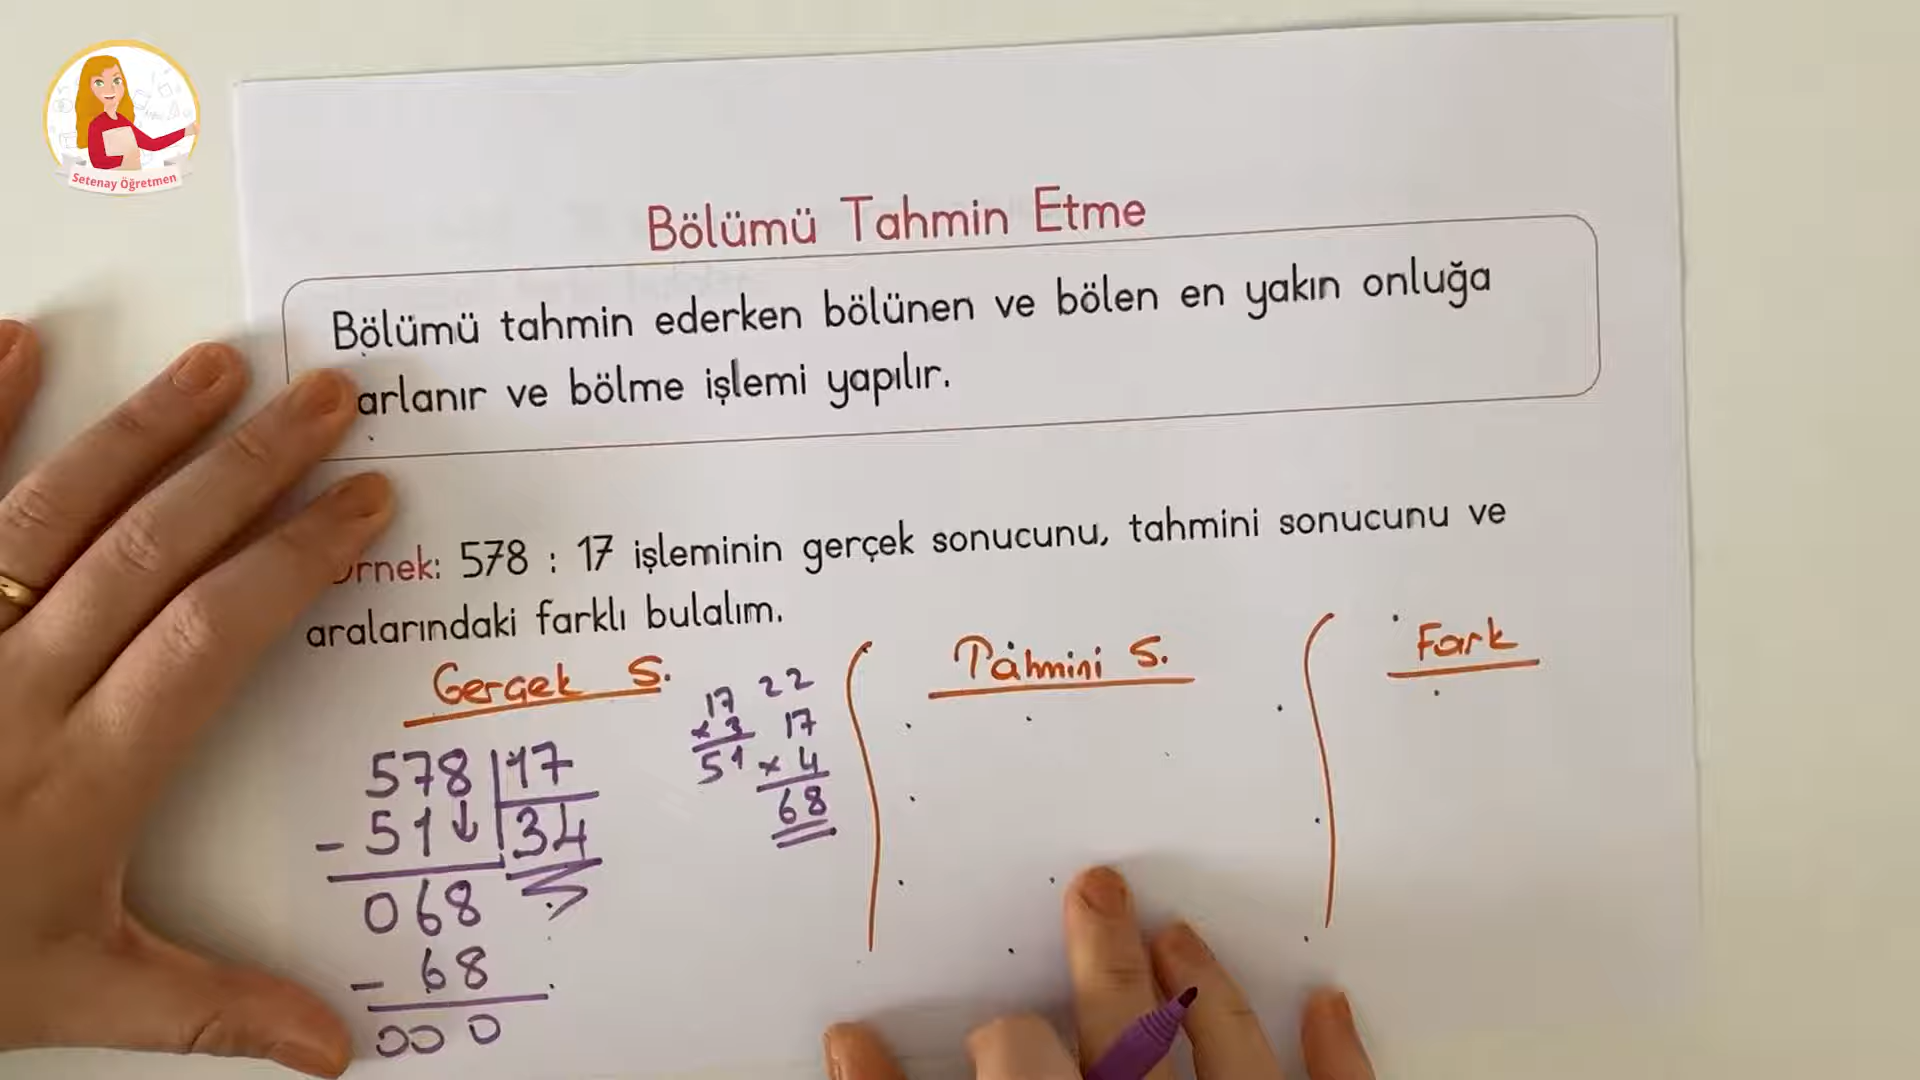 Setenay Öğretmen
Bölümü Tahmin Etme
Bölümü tahmin ederken bölünen ve bölen en yakın onluğa
arlanır ve bölme işlemi yapılır.
rnek: 578 : 17 işleminin gerçek sonucunu, tahmini sonucunu ve
aralarındaki farklı bulalım.
Gerçek S.
578 17
- 51 34
068
- 68
000
17
x 3
51
22
17
x 4
68
Tahmini S.
Fark